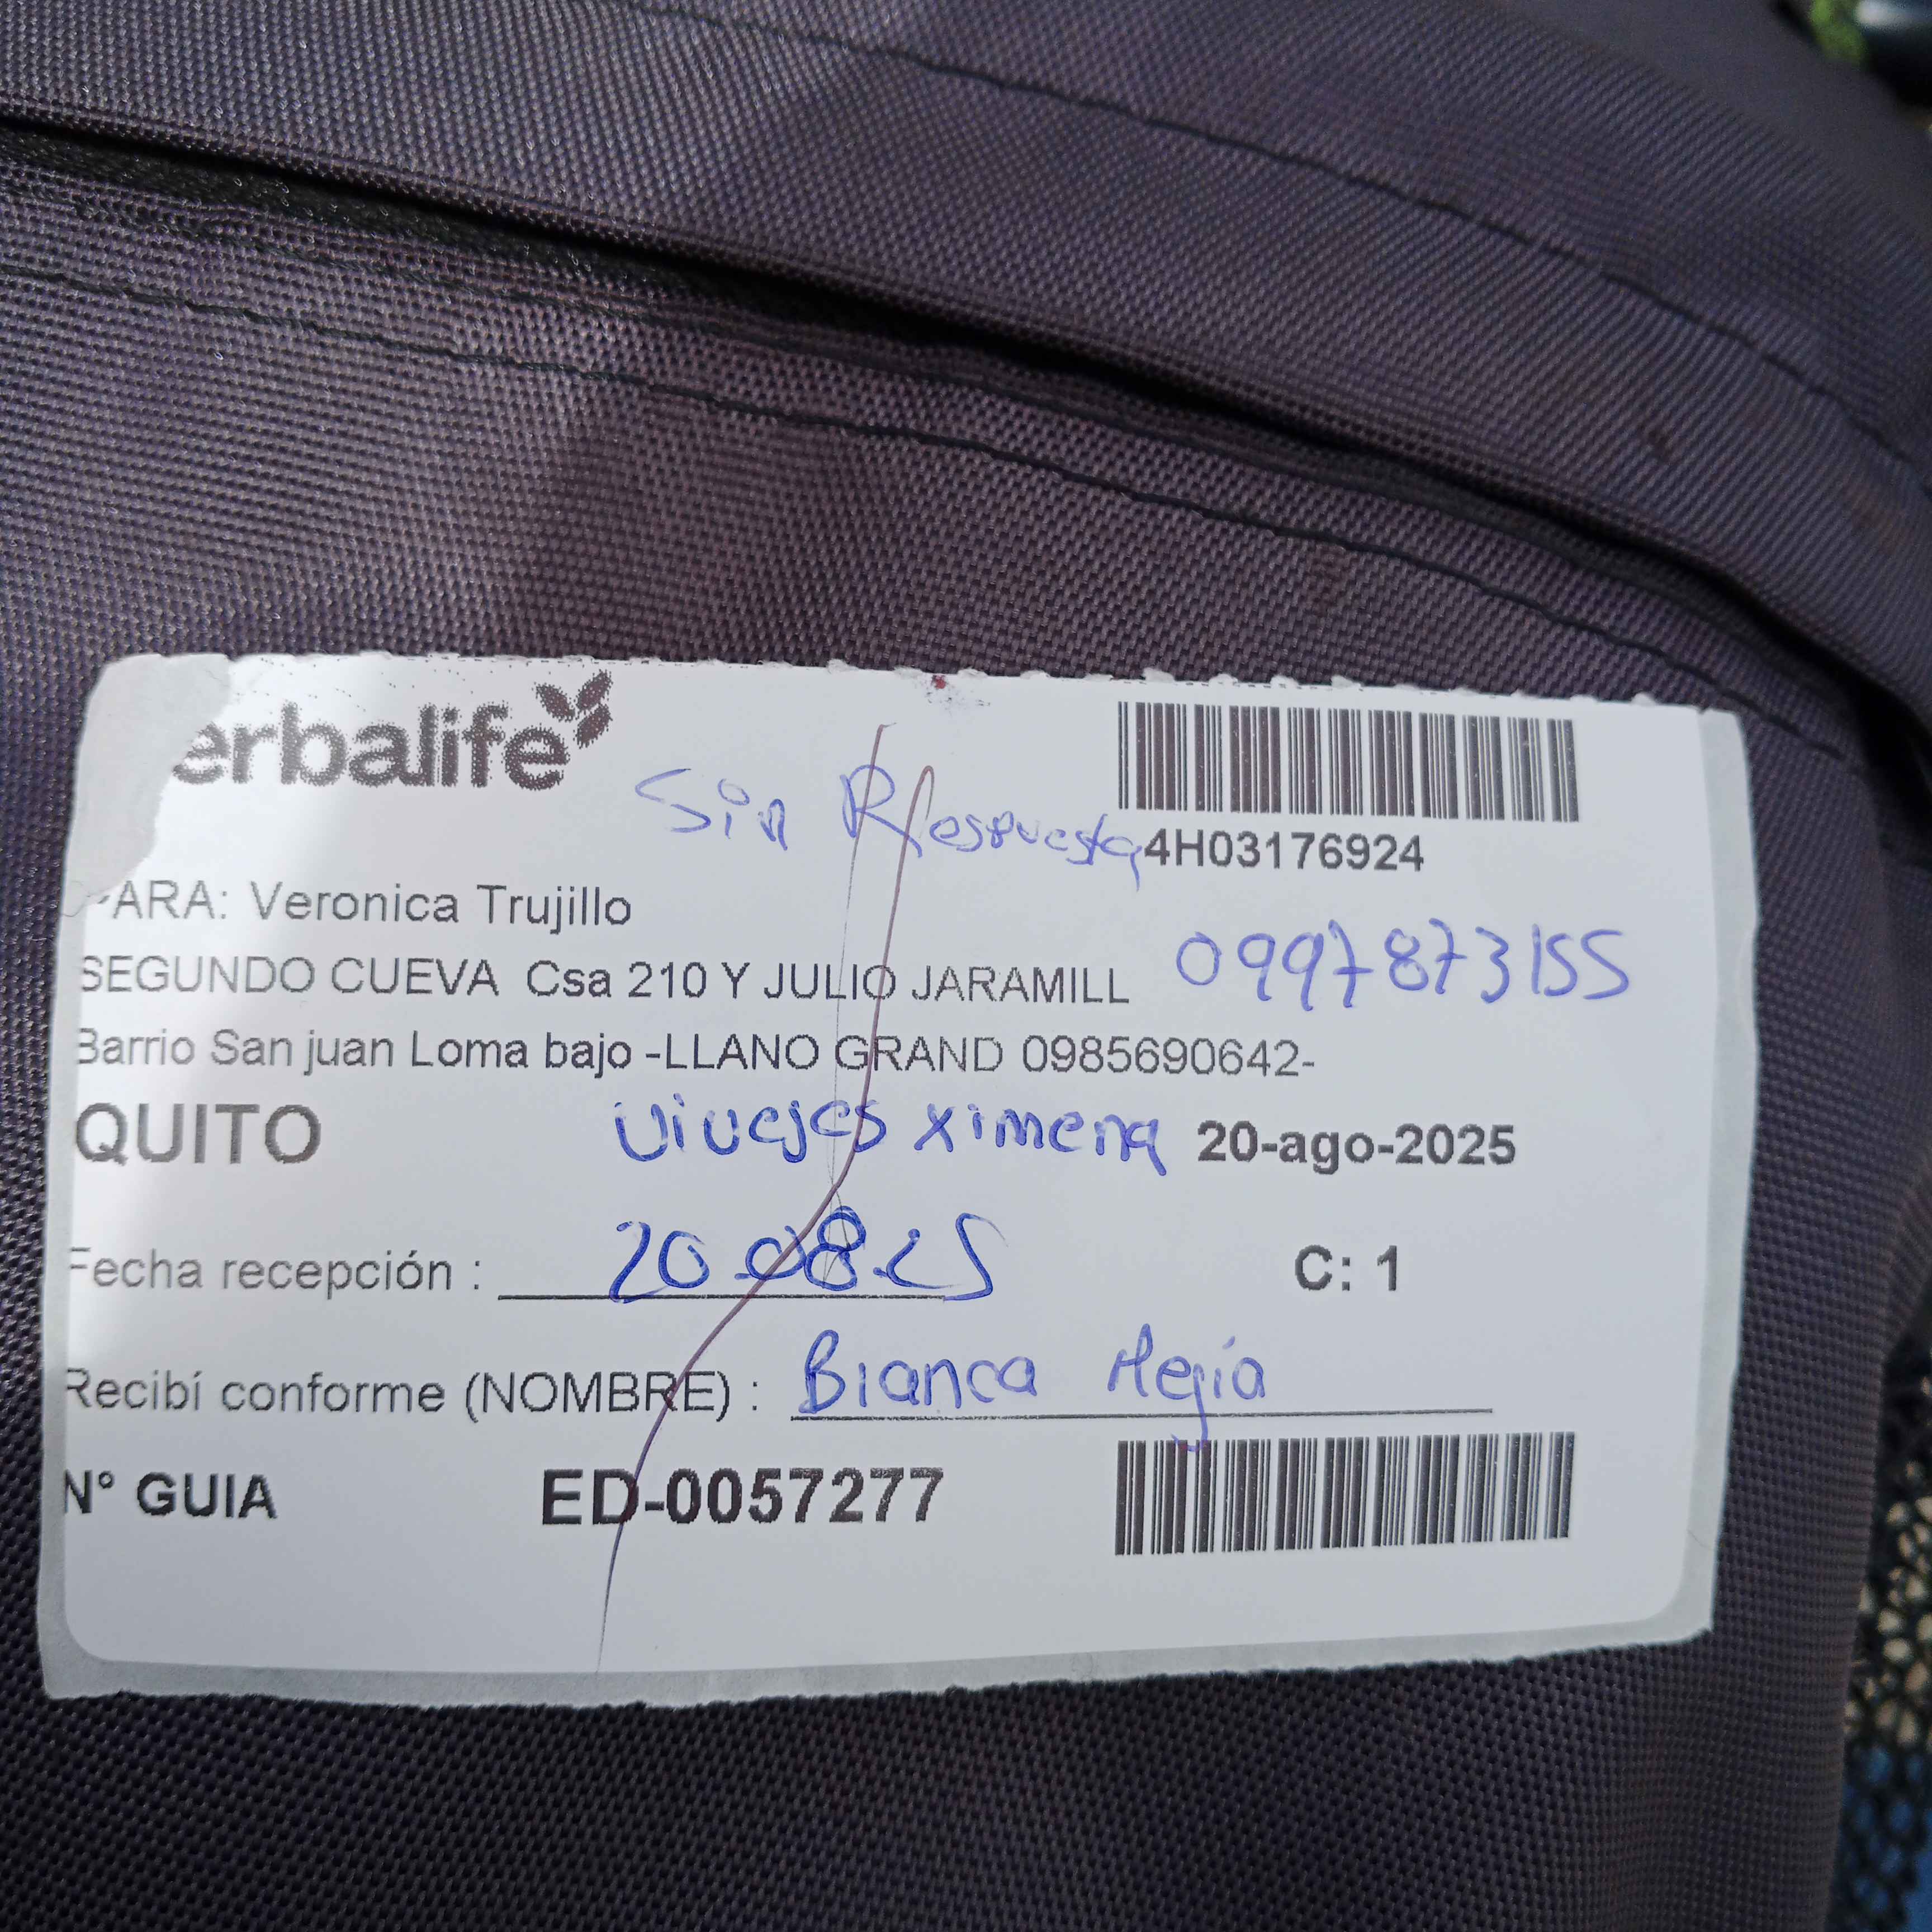 erbalife
Sin Respuesta
4H03176924
PARA: Veronica Trujillo
SEGUNDO CUEVA Csa 210 Y JULIO JARAMILL
0997873155
Barrio San juan Loma bajo -LLANO GRAND 0985690642-
QUITO
ximena
20-ago-2025
Fecha recepción : 20.08.25
C: 1
Recibí conforme (NOMBRE) : Bianca Mejía
N° GUIA
ED-0057277